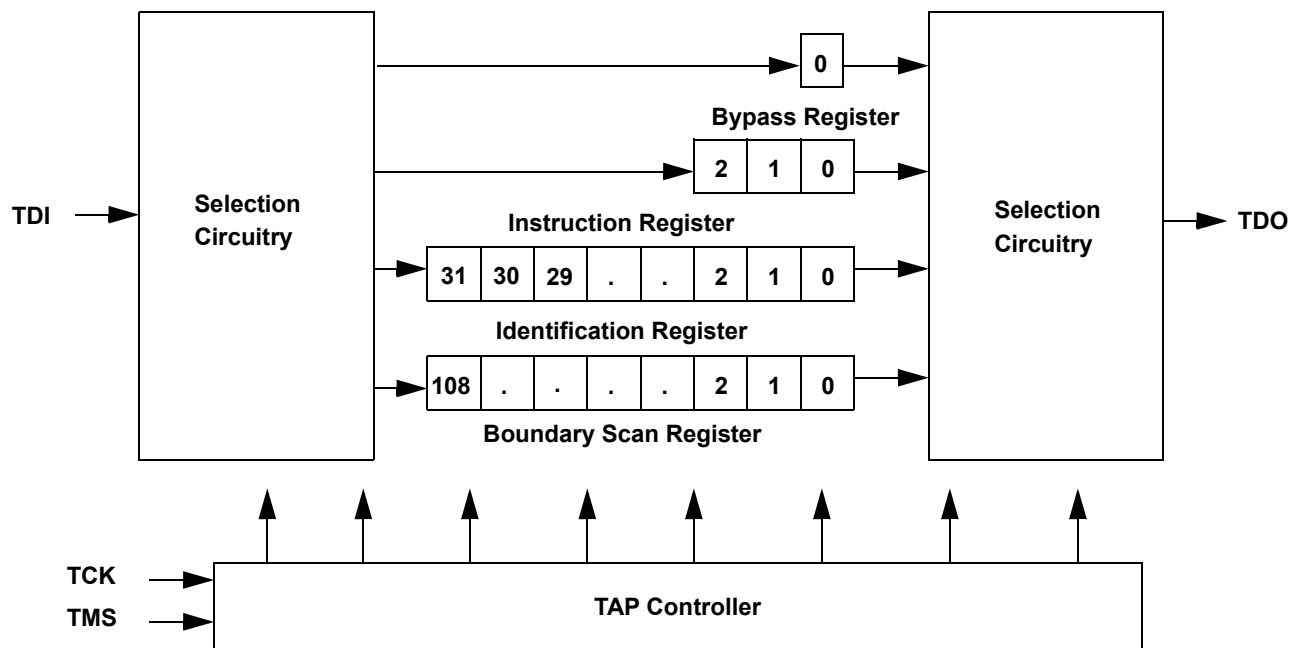 0
Bypass Register
2 1 0
TDI
Selection
Circuitry
Instruction Register
31 30 29 . . 2 1 0
Identification Register
108 . . . . 2 1 0
Boundary Scan Register
Selection
Circuitry
TDO
TCK
TMS
TAP Controller